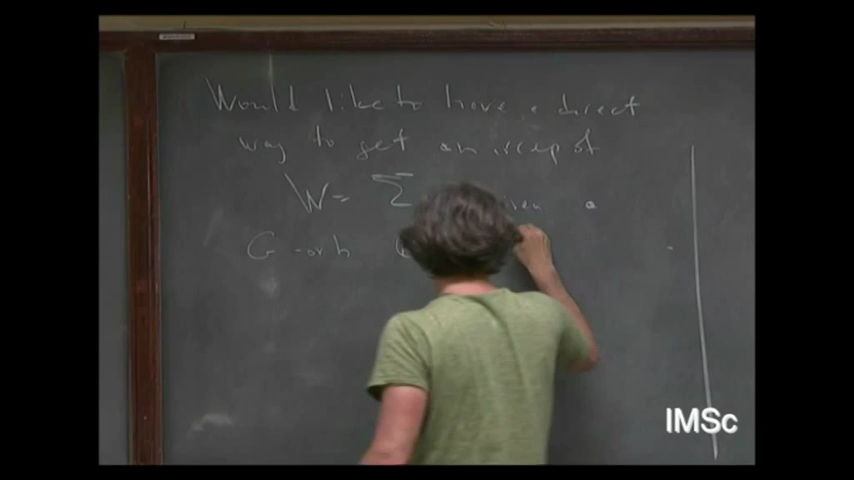 Would like to have a direct
way to get an irrep of
W = Σ a
G-orb
IMSc